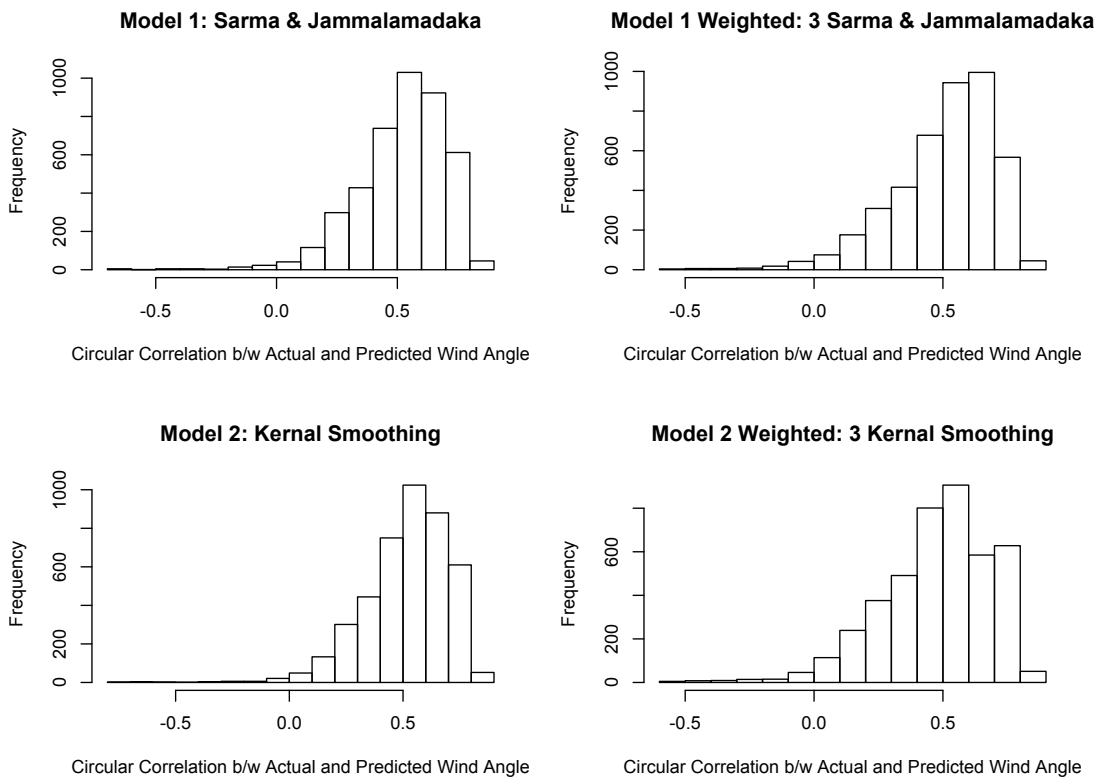 Model 1: Sarma & Jammalamadaka
Frequency
0
200
600
1000
-0.5
0.0
0.5
Circular Correlation b/w Actual and Predicted Wind Angle
Model 1 Weighted: 3 Sarma & Jammalamadaka
Frequency
0
200
600
1000
-0.5
0.0
0.5
Circular Correlation b/w Actual and Predicted Wind Angle
Model 2: Kernal Smoothing
Frequency
0
200
600
1000
-0.5
0.0
0.5
Circular Correlation b/w Actual and Predicted Wind Angle
Model 2 Weighted: 3 Kernal Smoothing
Frequency
0
200
600
-0.5
0.0
0.5
Circular Correlation b/w Actual and Predicted Wind Angle